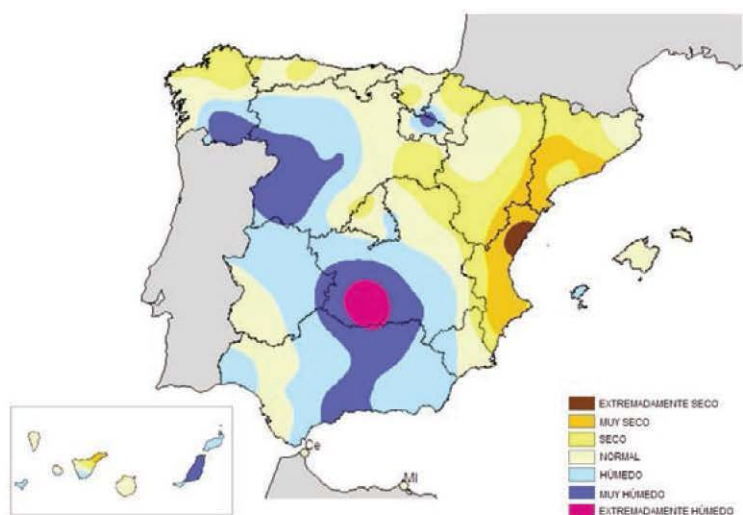 Ce
Ml
EXTREMADAMENTE SECO
MUY SECO
SECO
NORMAL
HÚMEDO
MUY HÚMEDO
EXTREMADAMENTE HÚMEDO